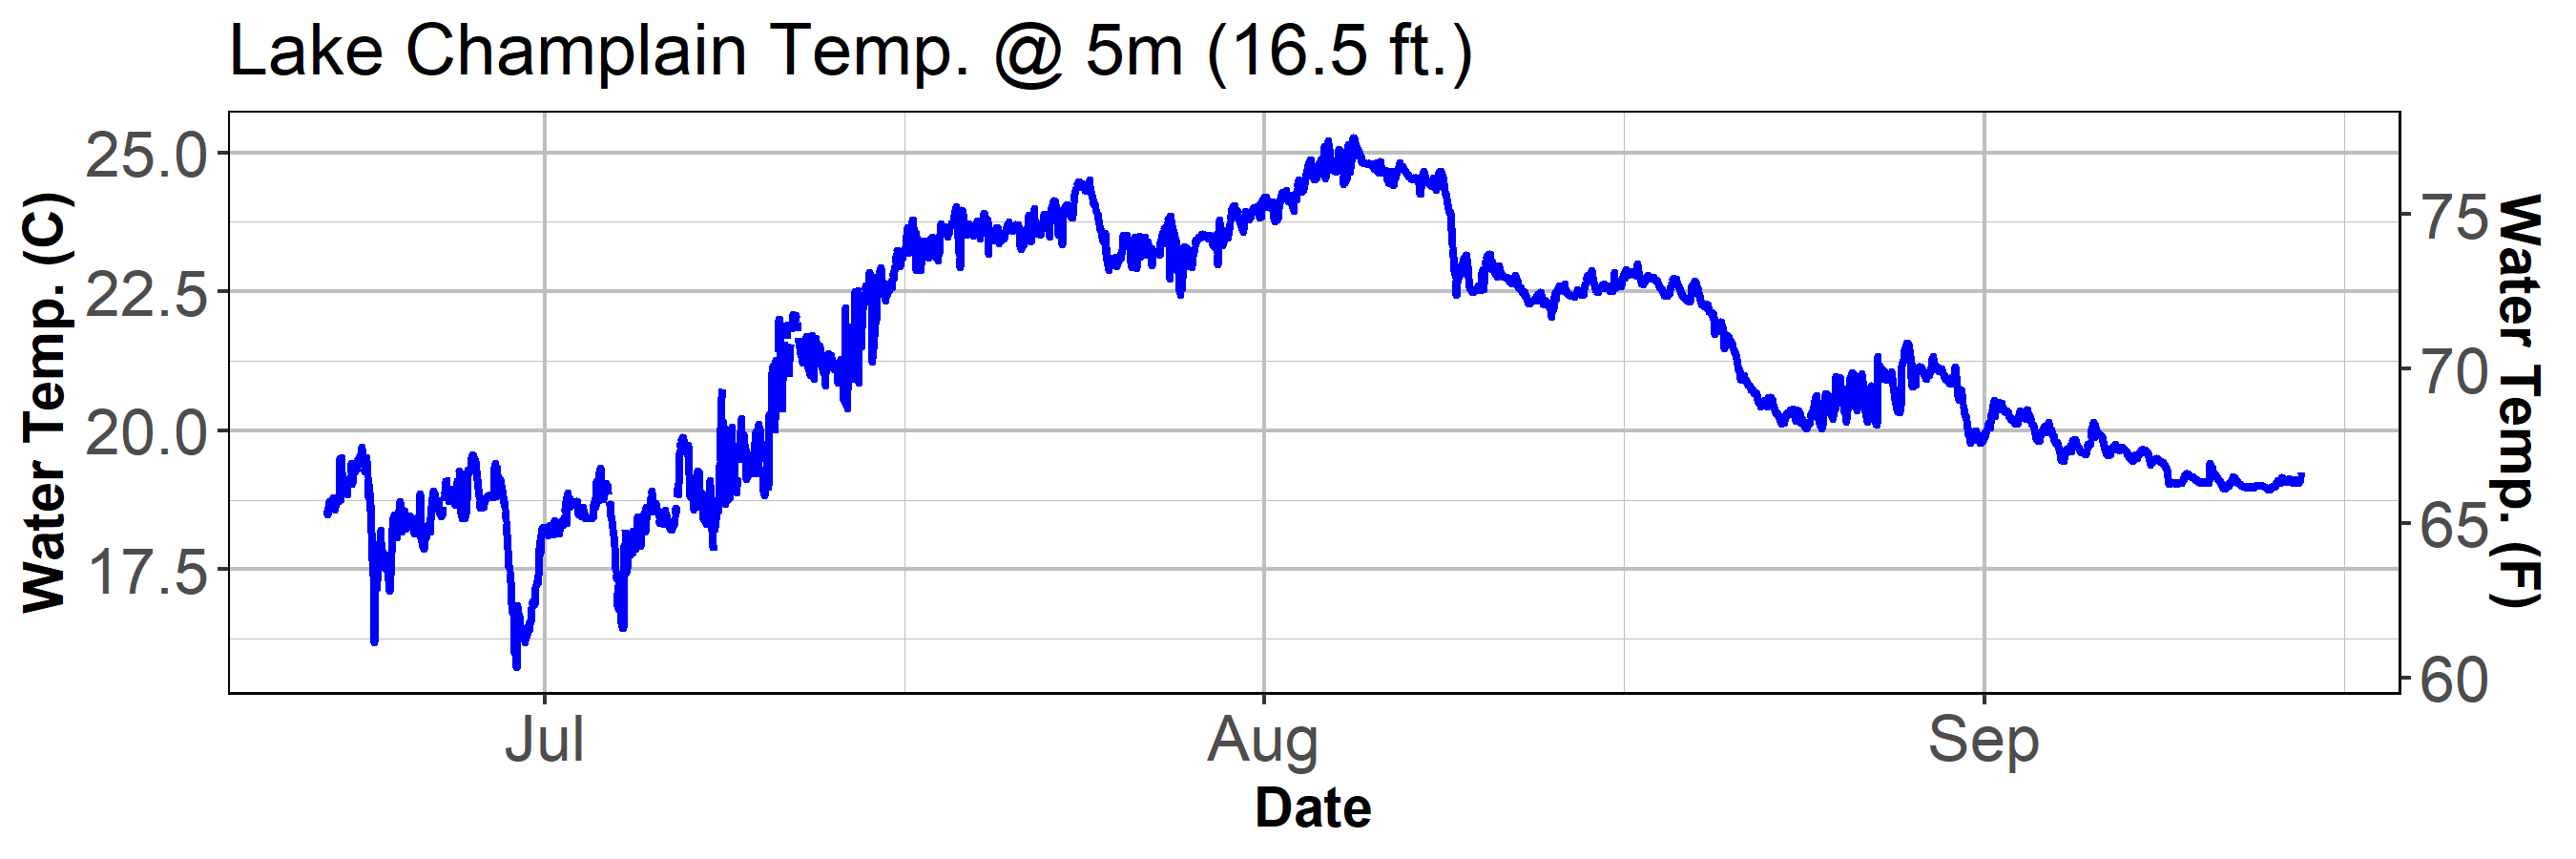 Lake Champlain Temp. @ 5m (16.5 ft.)
Water Temp. (C)
25.0
22.5
20.0
17.5
75
70
65
60
Water Temp. (F)
Jul Aug Sep
Date